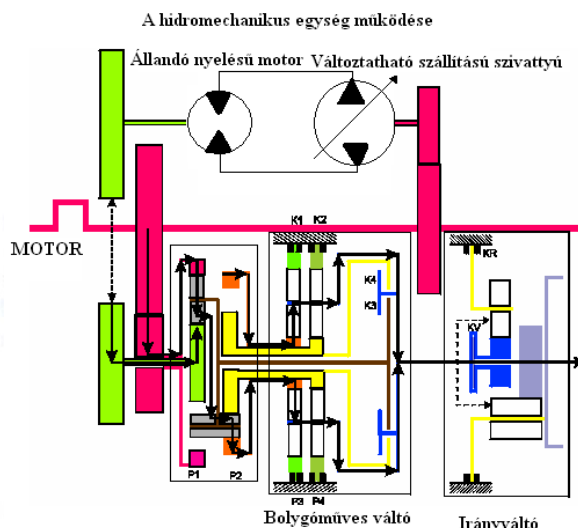 A hidromechanikus egység működése
Állandó nyelésű motor
Változtatható szállítású szivattyú
MOTOR
K1 K2
KR
K4
K3
KV
P1
P2
P3 P4
Bolygóműves váltó
Irányváltó